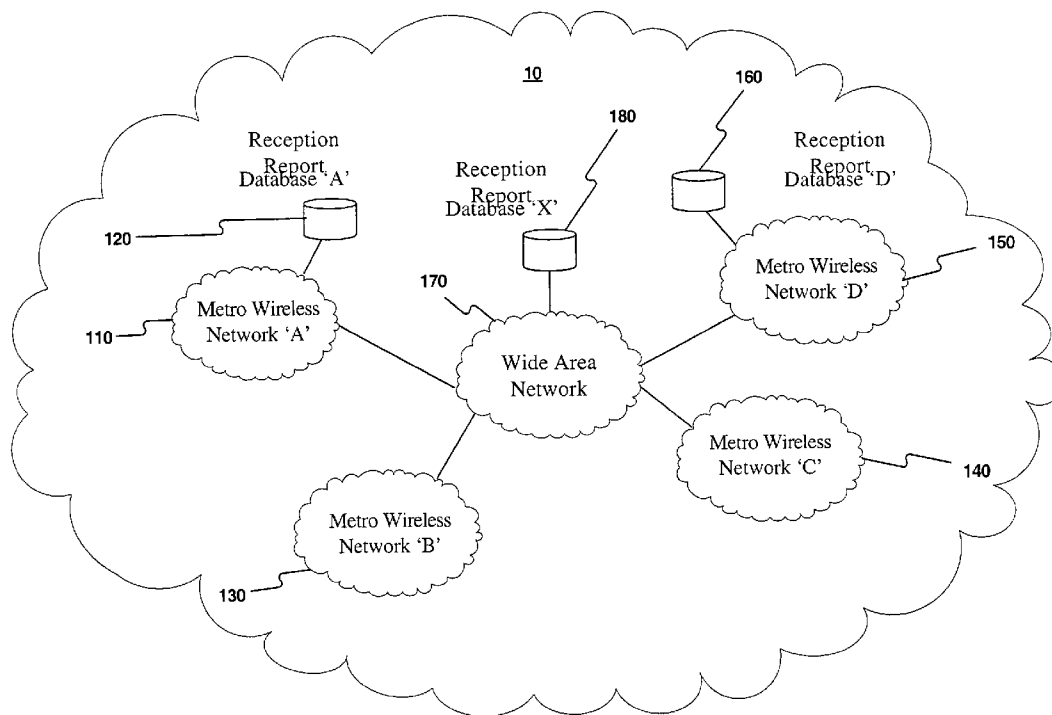 10
160
180
Reception
Report
Database ‘A’
Reception
Report
Database ‘X’
Reception
Report
Database ‘D’
120
150
170
110
Metro Wireless
Network ‘A’
Wide Area
Network
Metro Wireless
Network ‘D’
Metro Wireless
Network ‘C’
140
Metro Wireless
Network ‘B’
130